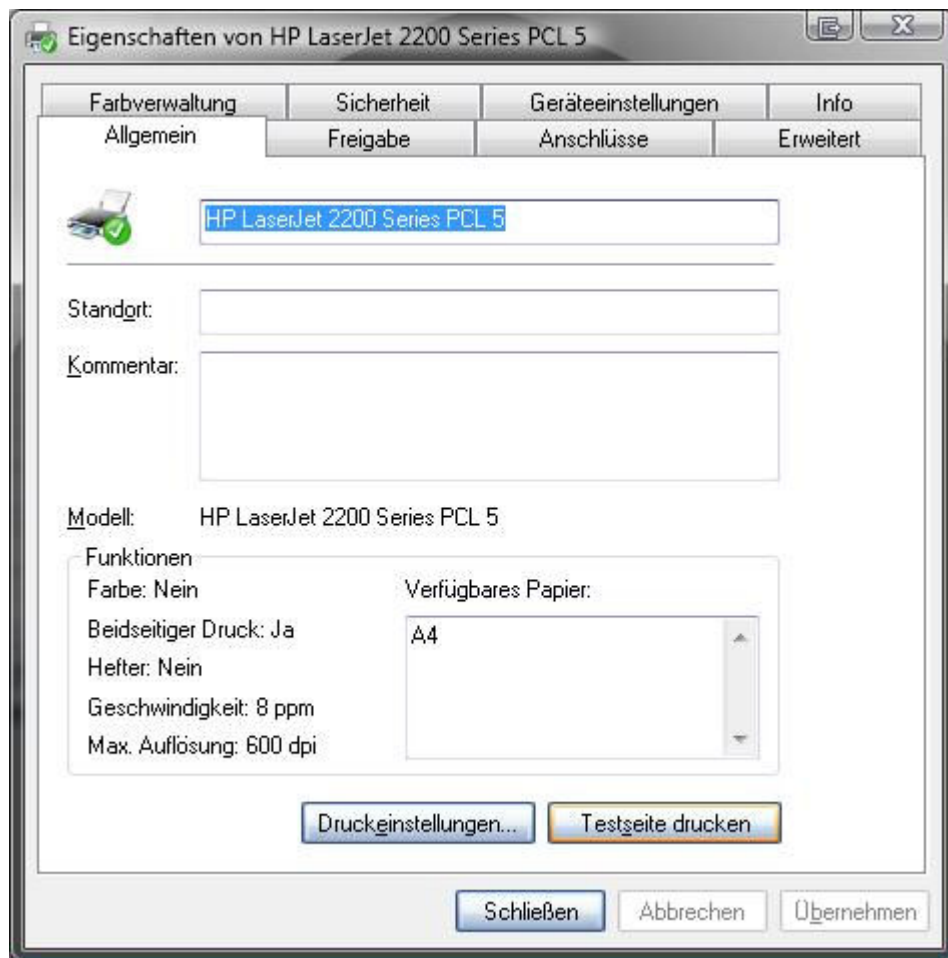 Eigenschaften von HP LaserJet 2200 Series PCL 5
Farbverwaltung Sicherheit Geräteeinstellungen Info
Allgemein Freigabe Anschlüsse Erweitert
HP LaserJet 2200 Series PCL 5
Standort:
Kommentar:
Modell: HP LaserJet 2200 Series PCL 5
Funktionen
Farbe: Nein Verfügbares Papier:
Beidseitiger Druck: Ja A4
Hefter: Nein
Geschwindigkeit: 8 ppm
Max. Auflösung: 600 dpi
Druckeinstellungen... Testseite drucken
Schließen Abbrechen Übernehmen